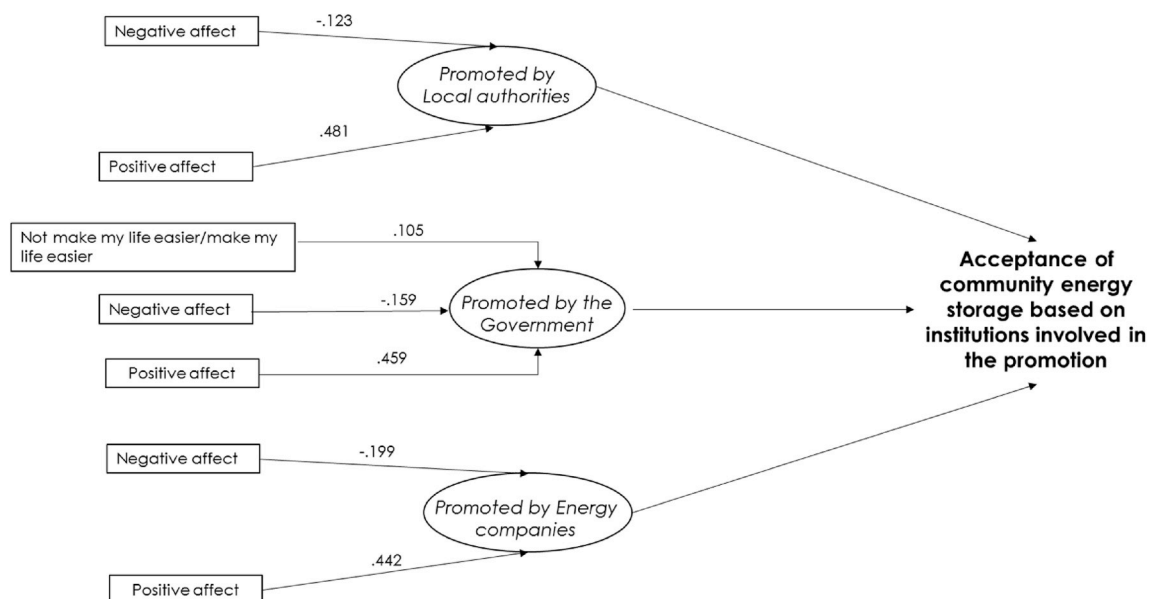 Negative affect
-.123
Promoted by
Local authorities
.481
Positive affect
Not make my life easier/make my
life easier
.105
Negative affect
-.159
Promoted by the
Government
.459
Positive affect
Acceptance of
community energy
storage based on
institutions involved in
the promotion
Negative affect
-.199
Promoted by Energy
companies
.442
Positive affect